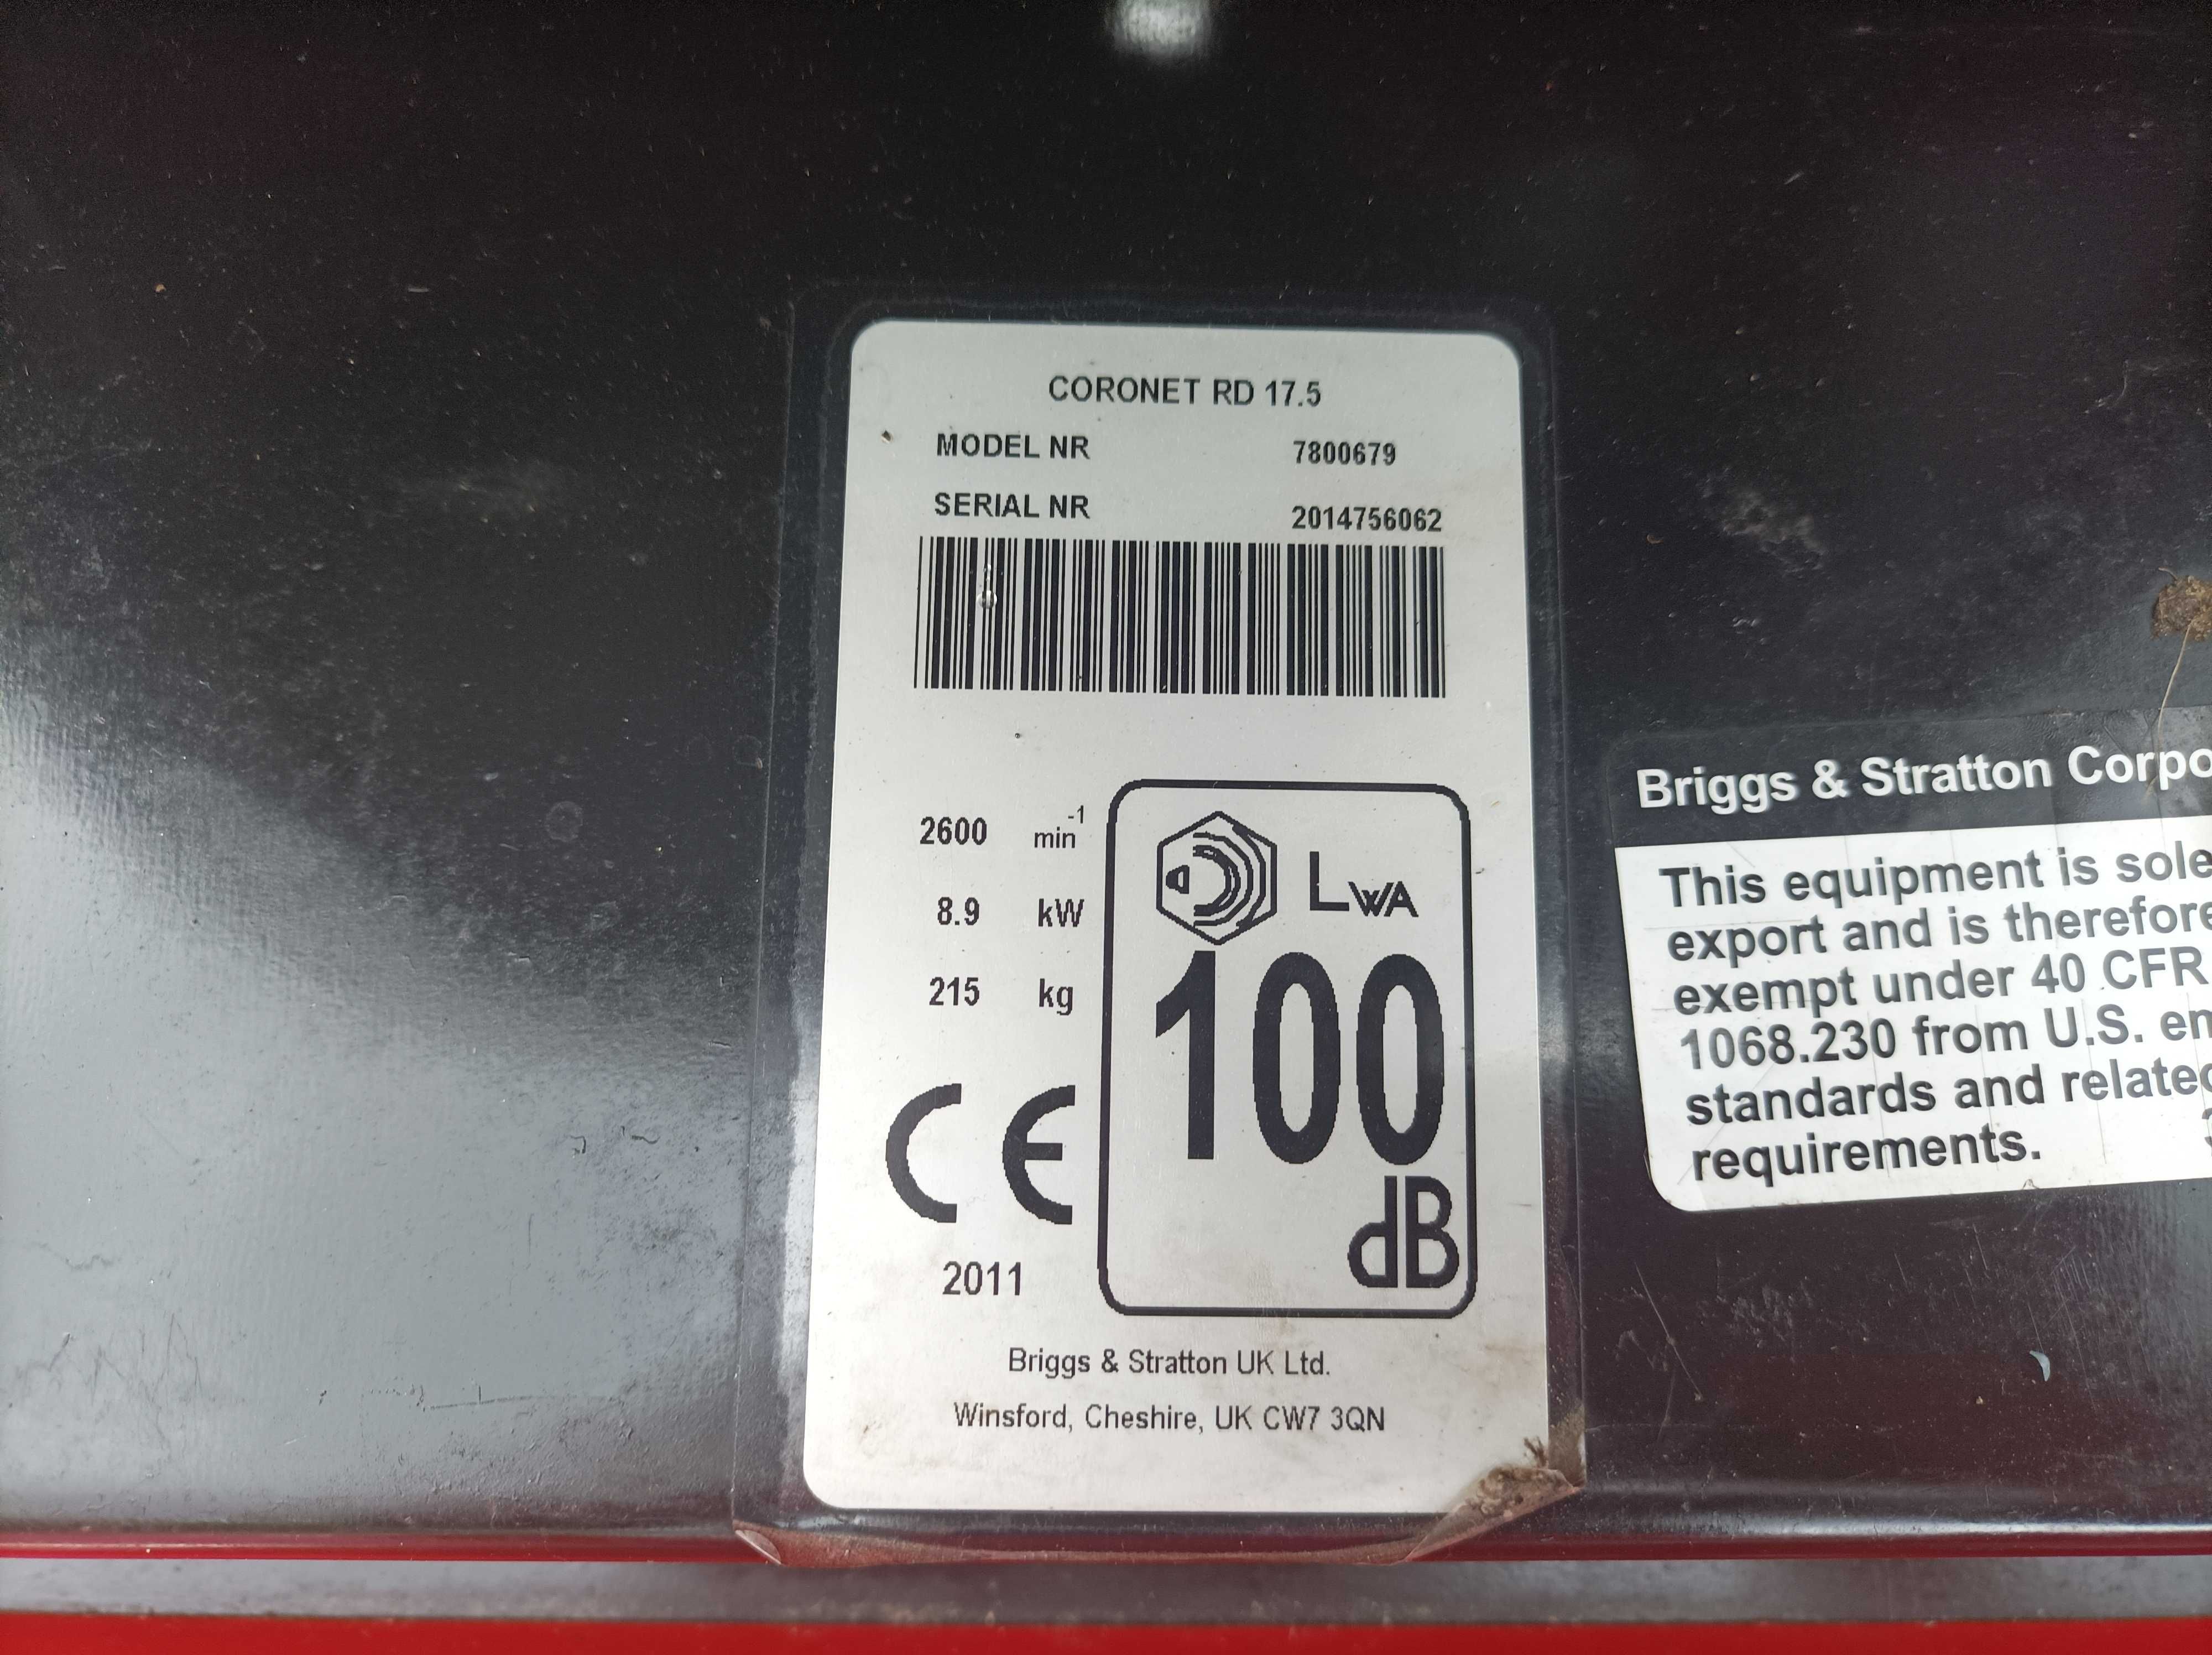 CORONET RD 17.5
MODEL NR 7800679
SERIAL NR 2014756062
2600 min-1
8.9 kW
215 kg
LWA
100
dB
CE
2011
Briggs & Stratton UK Ltd.
Winsford, Cheshire, UK CW7 3QN
Briggs & Stratton Corpo
This equipment is sole
export and is therefore
exempt under 40 CFR
1068.230 from U.S. em
standards and related
requirements.